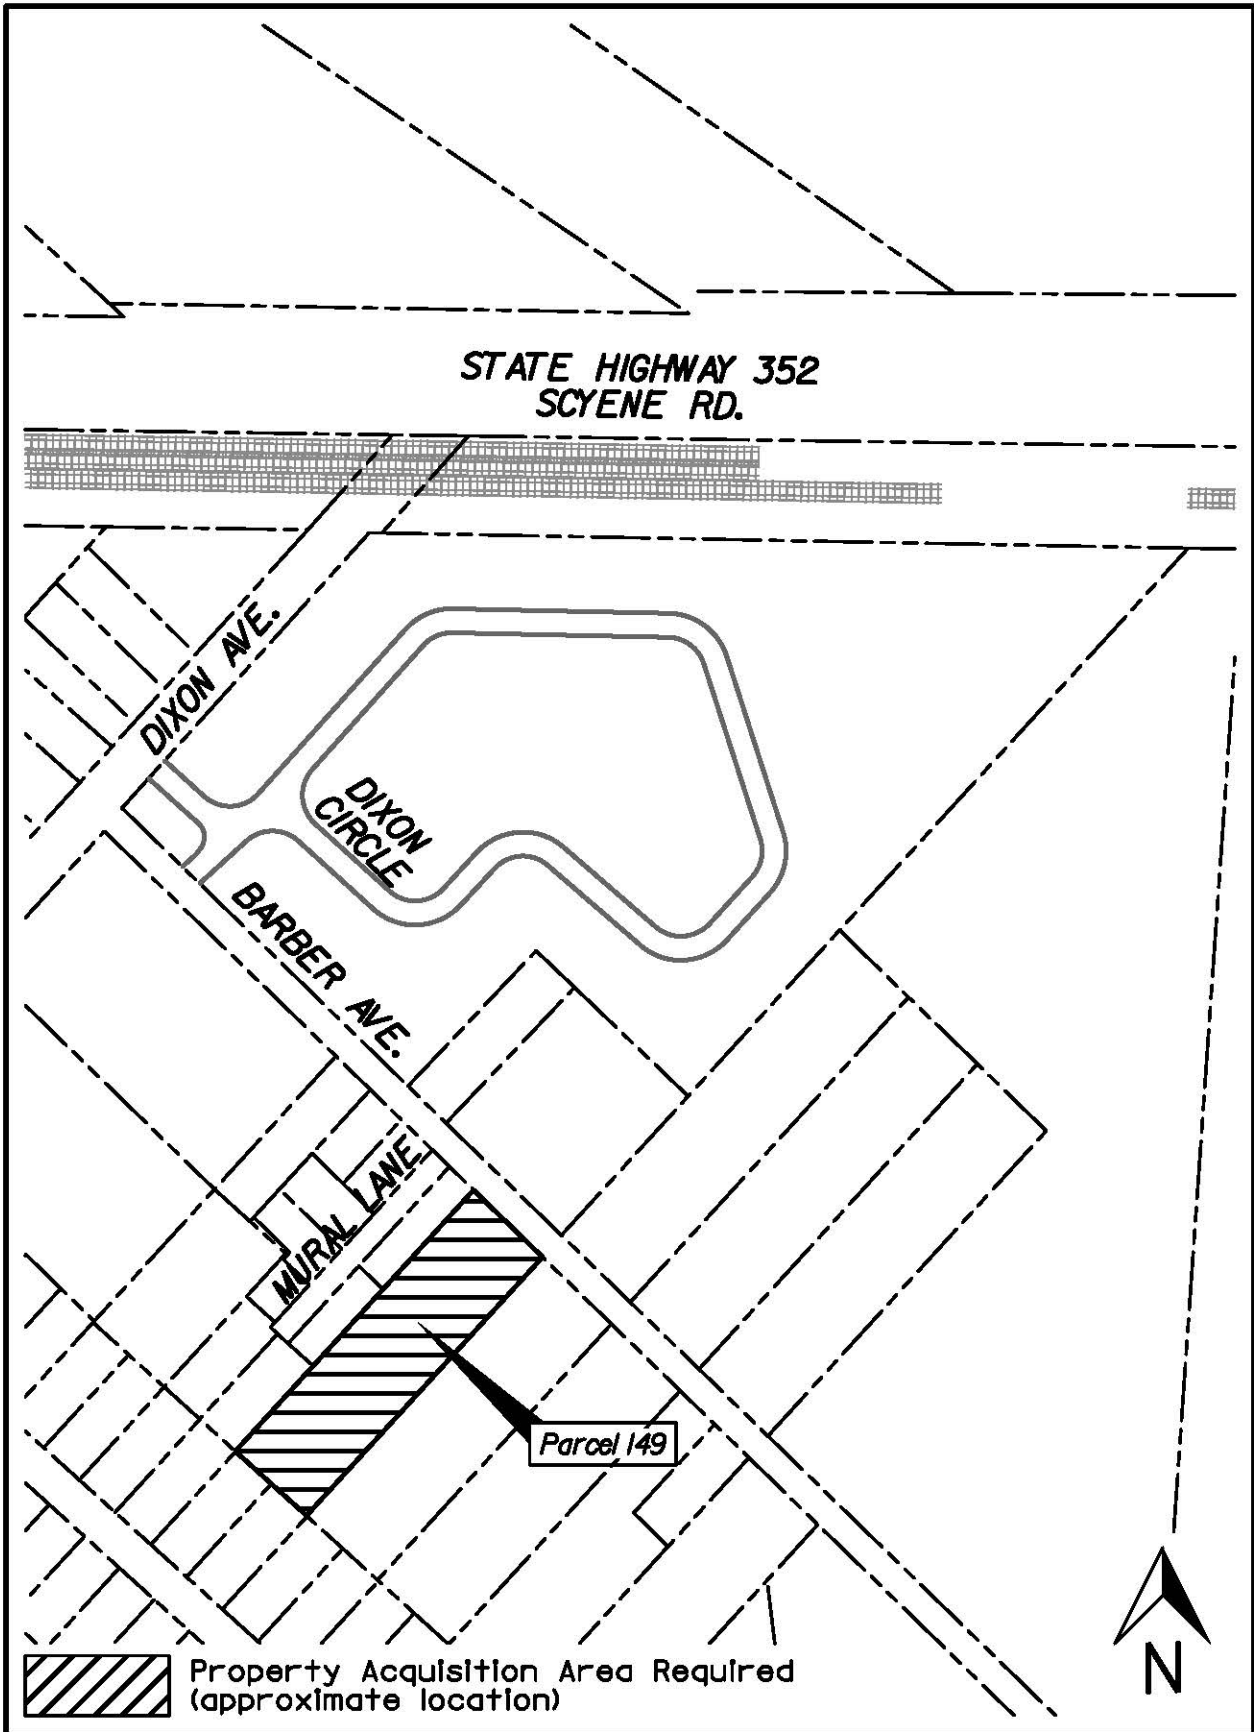 STATE HIGHWAY 352
SCYENE RD.
DIXON AVE.
DIXON
CIRCLE
BARBER AVE.
MURAL LANE
Parcel 149
Property Acquisition Area Required
(approximate location)
N